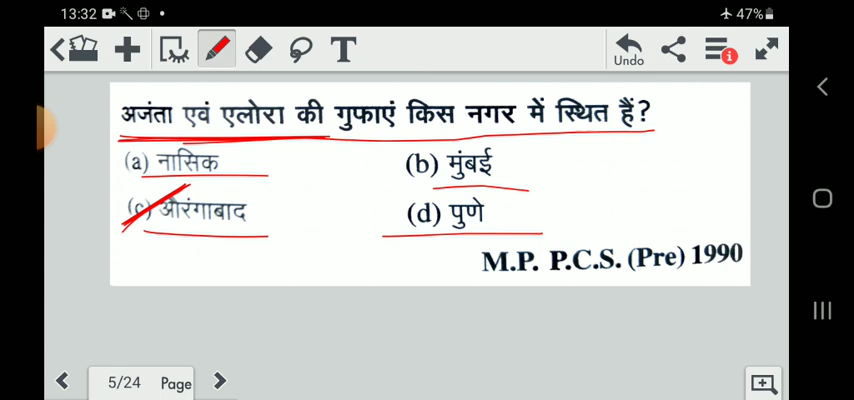 13:32
47%
T
Undo
अजंता एवं एलोरा की गुफाएं किस नगर में स्थित हैं?
(a) नासिक (b) मुंबई
(c) औरंगाबाद (d) पुणे
M.P. P.C.S. (Pre) 1990
5/24 Page